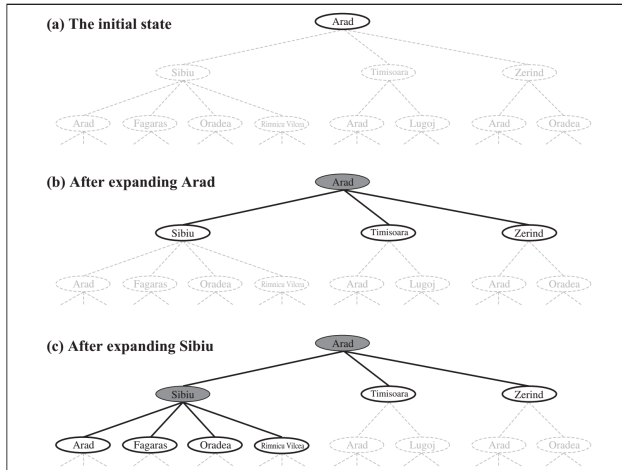 (a) The initial state
Arad
Sibiu Timisoara Zerind
Arad Fagaras Oradea Rimnicu Vilcea Arad Lugoj Arad Oradea
(b) After expanding Arad
Arad
Sibiu Timisoara Zerind
Arad Fagaras Oradea Rimnicu Vilcea Arad Lugoj Arad Oradea
(c) After expanding Sibiu
Arad
Sibiu Timisoara Zerind
Arad Fagaras Oradea Rimnicu Vilcea Arad Lugoj Arad Oradea